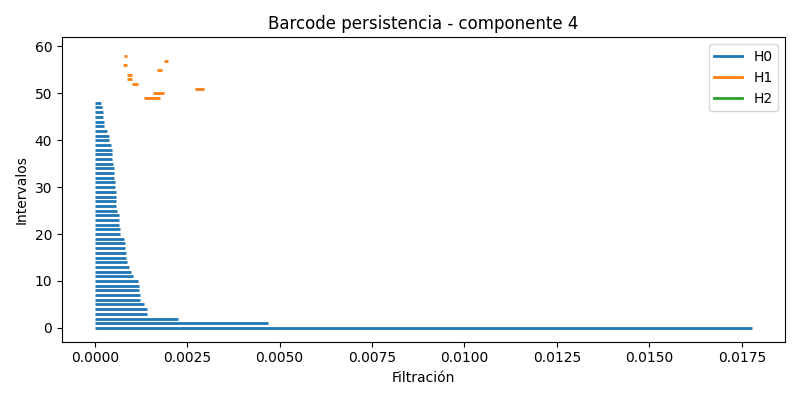 Barcode persistencia - componente 4
60
50
40
30
20
10
0
Intervalos
H0
H1
H2
0.0000 0.0025 0.0050 0.0075 0.0100 0.0125 0.0150 0.0175
Filtración